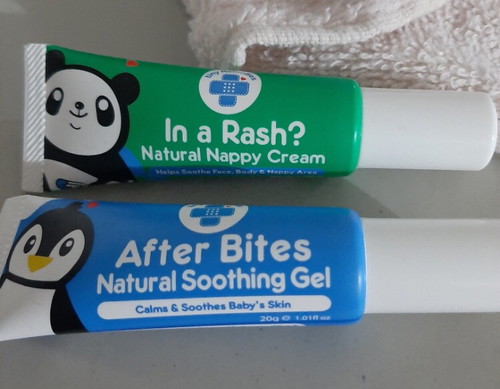 In a Rash?
Natural Nappy Cream
Helps Soothe Face, Body & Nappy Area
After Bites
Natural Soothing Gel
Calms & Soothes Baby's Skin
20g ℮ 1.01fl oz